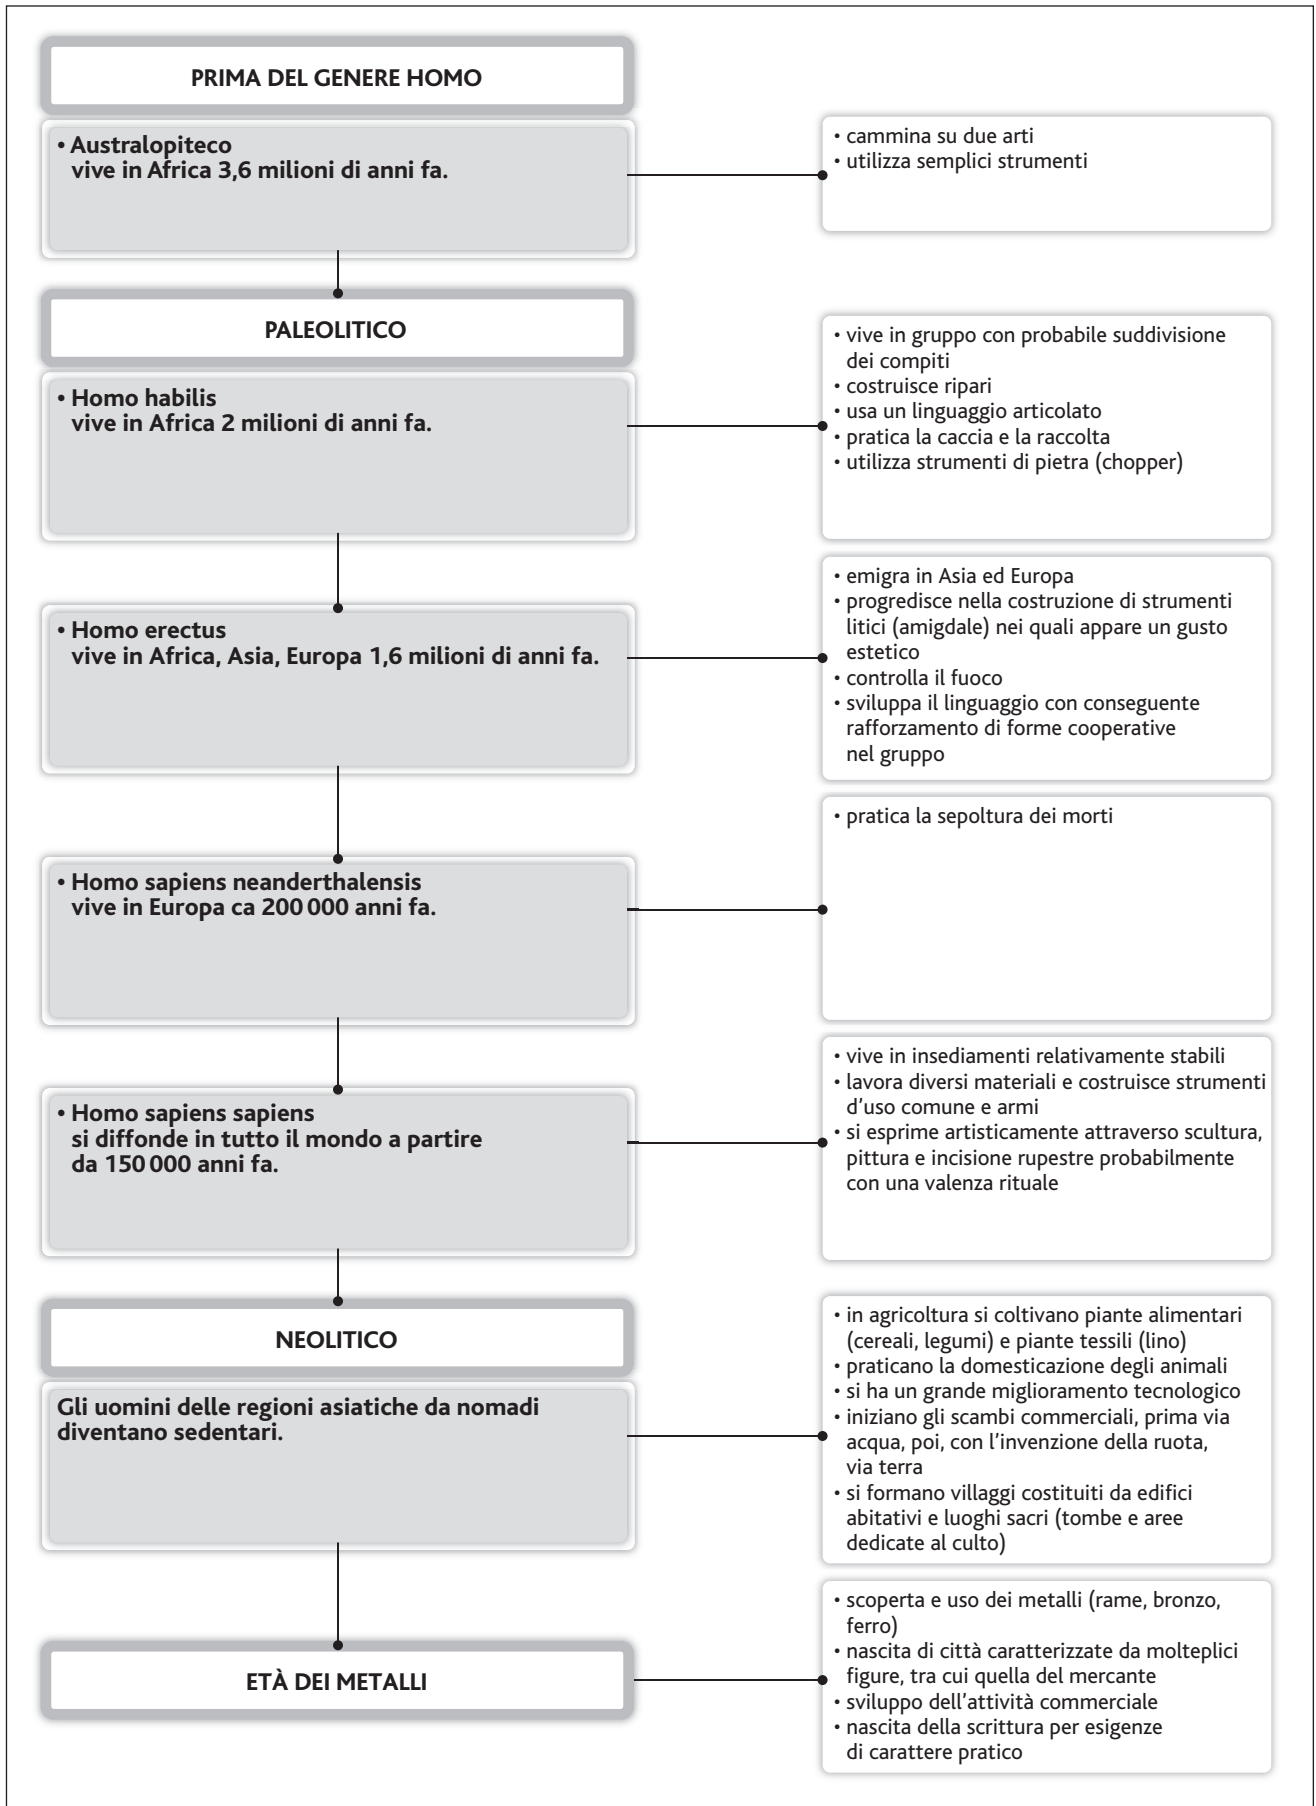 PRIMA DEL GENERE HOMO
• Australopiteco
vive in Africa 3,6 milioni di anni fa.
• cammina su due arti
• utilizza semplici strumenti
PALEOLITICO
• Homo habilis
vive in Africa 2 milioni di anni fa.
• vive in gruppo con probabile suddivisione
dei compiti
• costruisce ripari
• usa un linguaggio articolato
• pratica la caccia e la raccolta
• utilizza strumenti di pietra (chopper)
• Homo erectus
vive in Africa, Asia, Europa 1,6 milioni di anni fa.
• emigra in Asia ed Europa
• progredisce nella costruzione di strumenti
litici (amigdale) nei quali appare un gusto
estetico
• controlla il fuoco
• sviluppa il linguaggio con conseguente
rafforzamento di forme cooperative
nel gruppo
• Homo sapiens neanderthalensis
vive in Europa ca 200 000 anni fa.
• pratica la sepoltura dei morti
• Homo sapiens sapiens
si diffonde in tutto il mondo a partire
da 150 000 anni fa.
• vive in insediamenti relativamente stabili
• lavora diversi materiali e costruisce strumenti
d'uso comune e armi
• si esprime artisticamente attraverso scultura,
pittura e incisione rupestre probabilmente
con una valenza rituale
NEOLITICO
Gli uomini delle regioni asiatiche da nomadi
diventano sedentari.
• in agricoltura si coltivano piante alimentari
(cereali, legumi) e piante tessili (lino)
• praticano la domesticazione degli animali
• si ha un grande miglioramento tecnologico
• iniziano gli scambi commerciali, prima via
acqua, poi, con l'invenzione della ruota,
via terra
• si formano villaggi costituiti da edifici
abitativi e luoghi sacri (tombe e aree
dedicate al culto)
ETÀ DEI METALLI
• scoperta e uso dei metalli (rame, bronzo,
ferro)
• nascita di città caratterizzate da molteplici
figure, tra cui quella del mercante
• sviluppo dell'attività commerciale
• nascita della scrittura per esigenze
di carattere pratico